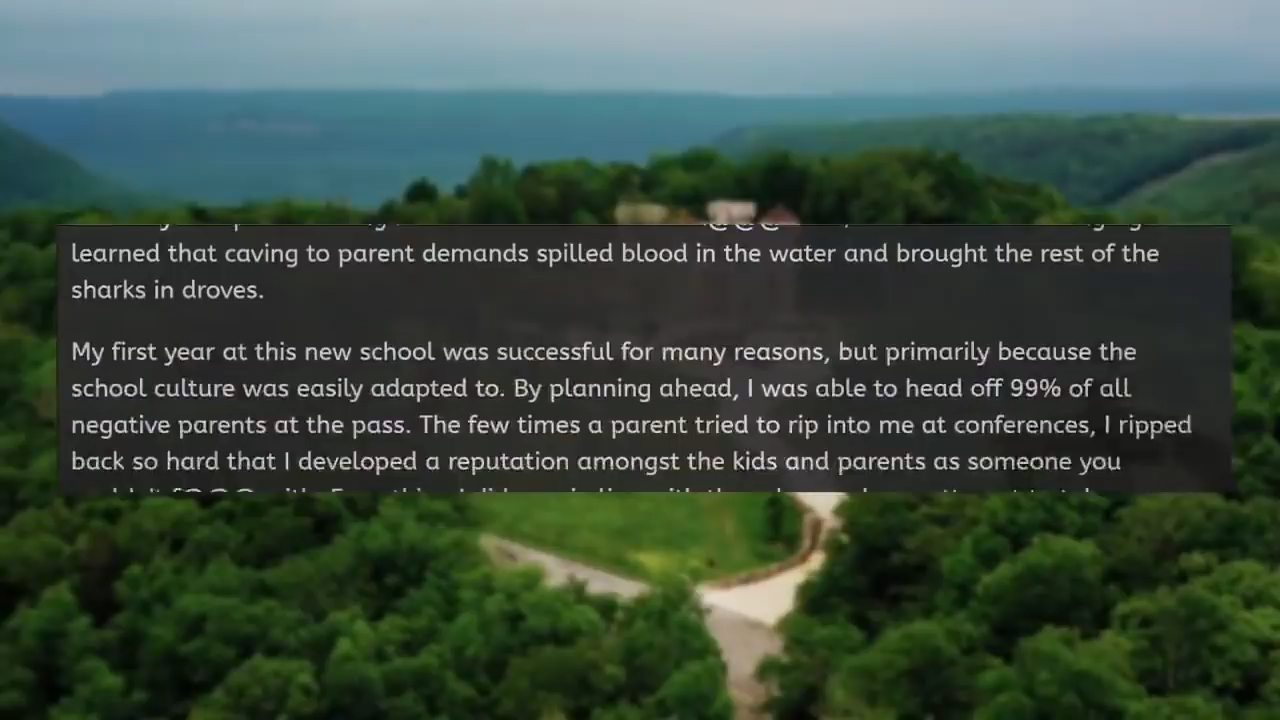 learned that caving to parent demands spilled blood in the water and brought the rest of the
sharks in droves.
My first year at this new school was successful for many reasons, but primarily because the
school culture was easily adapted to. By planning ahead, I was able to head off 99% of all
negative parents at the pass. The few times a parent tried to rip into me at conferences, I ripped
back so hard that I developed a reputation amongst the kids and parents as someone you